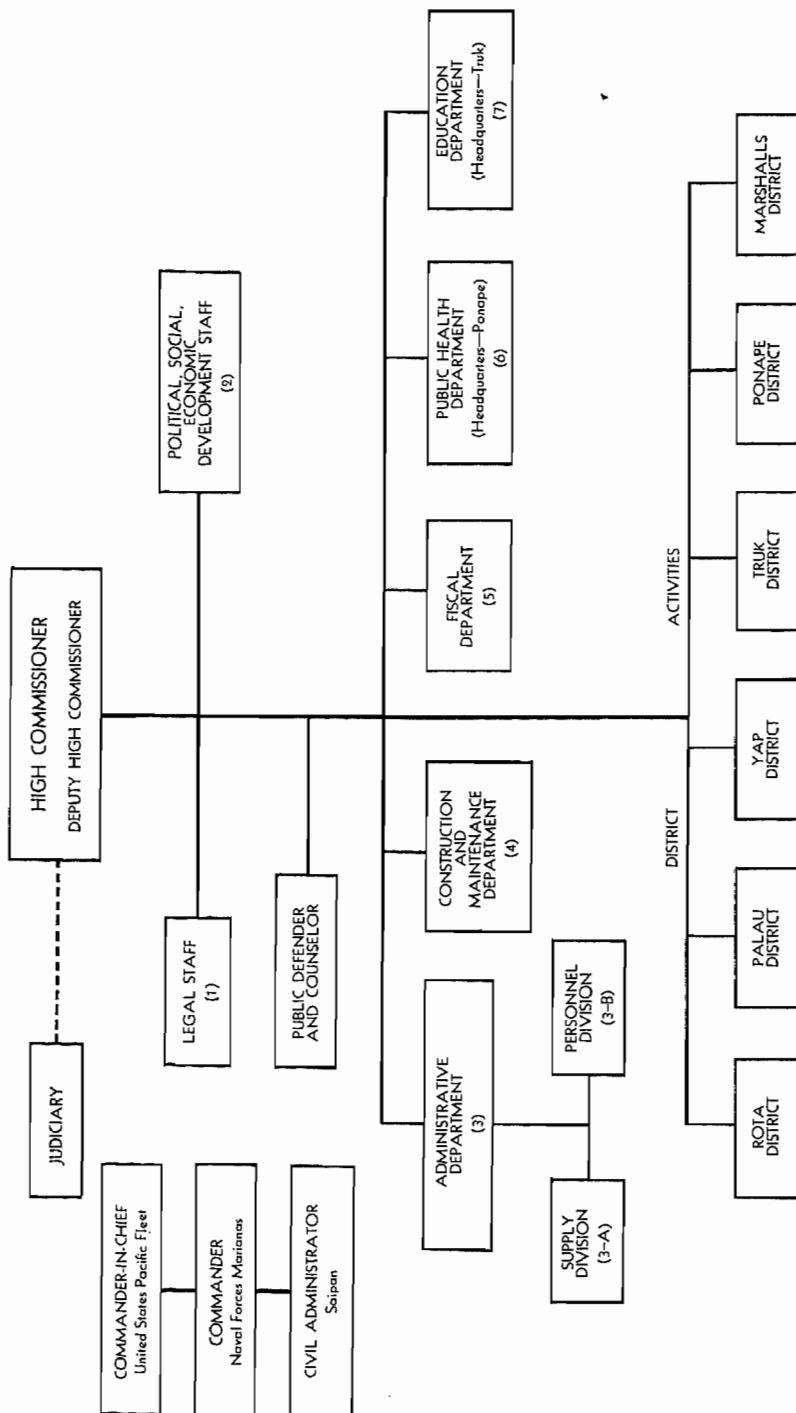 HIGH COMMISSIONER
DEPUTY HIGH COMMISSIONER
JUDICIARY
COMMANDER-IN-CHIEF
United States Pacific Fleet
COMMANDER
Naval Forces Marianas
CIVIL ADMINISTRATOR
Saipan
LEGAL STAFF
(1)
POLITICAL, SOCIAL,
ECONOMIC
DEVELOPMENT STAFF
(2)
PUBLIC DEFENDER
AND COUNSELOR
ADMINISTRATIVE
DEPARTMENT
(3)
CONSTRUCTION
AND
MAINTENANCE
DEPARTMENT
(4)
FISCAL
DEPARTMENT
(5)
PUBLIC HEALTH
DEPARTMENT
(Headquarters—Ponape)
(6)
EDUCATION
DEPARTMENT
(Headquarters—Truk)
(7)
SUPPLY
DIVISION
(3-A)
PERSONNEL
DIVISION
(3-B)
DISTRICT
ACTIVITIES
ROTA
DISTRICT
PALAU
DISTRICT
YAP
DISTRICT
TRUK
DISTRICT
PONAPE
DISTRICT
MARSHALLS
DISTRICT